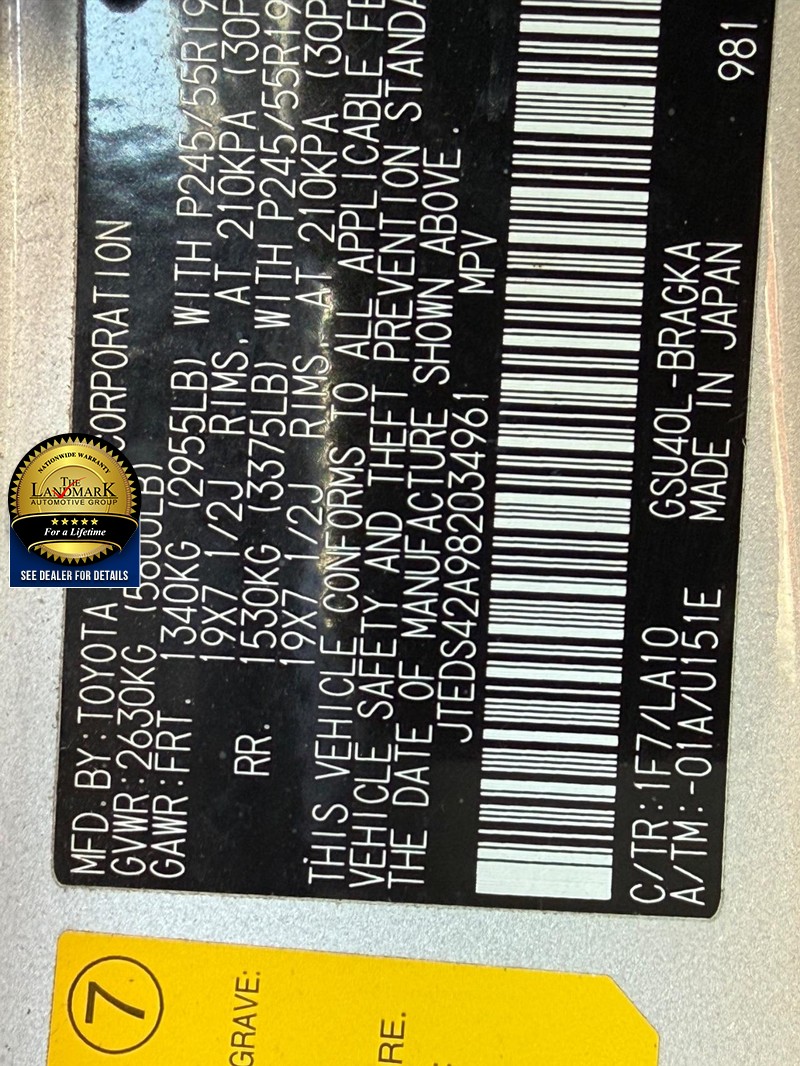 MFD.BY:TOYOTA CORPORATION
GVWR:2630KG (5800LB)
GAWR:FRT. 1340KG (2955LB) WITH P245/55R19
19X7 1/2J RIMS, AT 210KPA (30P
RR. 1530KG (3375LB) WITH P245/55R19
19X7 1/2J RIMS, AT 210KPA (30P
THIS VEHICLE CONFORMS TO ALL APPLICABLE FE
VEHICLE SAFETY AND THEFT PREVENTION STANDA
THE DATE OF MANUFACTURE SHOWN ABOVE.
JTEDS42A982034961 MPV
981
C/TR:1F7/LA10 GSU40L-BRAGKA
A/TM:-01A/U151E MADE IN JAPAN
7
GRAVE:
RE.
NATIONWIDE WARRANTY
THE
LANDMARK
AUTOMOTIVE GROUP
For a Lifetime
SEE DEALER FOR DETAILS